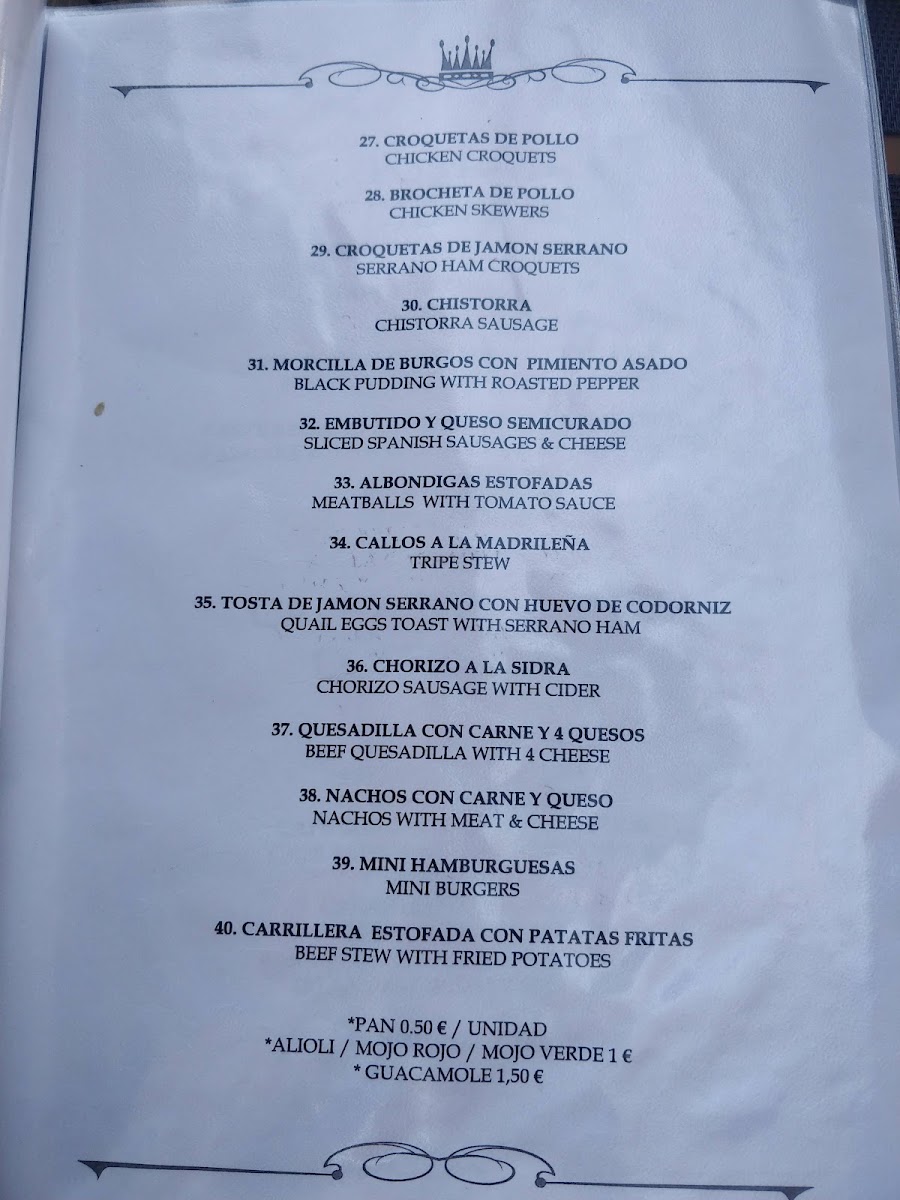 27. CROQUETAS DE POLLO
CHICKEN CROQUETS
28. BROCHETA DE POLLO
CHICKEN SKEWERS
29. CROQUETAS DE JAMON SERRANO
SERRANO HAM CROQUETS
30. CHISTORRA
CHISTORRA SAUSAGE
31. MORCILLA DE BURGOS CON PIMIENTO ASADO
BLACK PUDDING WITH ROASTED PEPPER
32. EMBUTIDO Y QUESO SEMICURADO
SLICED SPANISH SAUSAGES & CHEESE
33. ALBONDIGAS ESTOFADAS
MEATBALLS WITH TOMATO SAUCE
34. CALLOS A LA MADRILEÑA
TRIPE STEW
35. TOSTA DE JAMON SERRANO CON HUEVO DE CODORNIZ
QUAIL EGGS TOAST WITH SERRANO HAM
36. CHORIZO A LA SIDRA
CHORIZO SAUSAGE WITH CIDER
37. QUESADILLA CON CARNE Y 4 QUESOS
BEEF QUESADILLA WITH 4 CHEESE
38. NACHOS CON CARNE Y QUESO
NACHOS WITH MEAT & CHEESE
39. MINI HAMBURGUESAS
MINI BURGERS
40. CARRILLERA ESTOFADA CON PATATAS FRITAS
BEEF STEW WITH FRIED POTATOES
*PAN 0.50 € / UNIDAD
*ALIOLI / MOJO ROJO / MOJO VERDE 1 €
* GUACAMOLE 1,50 €